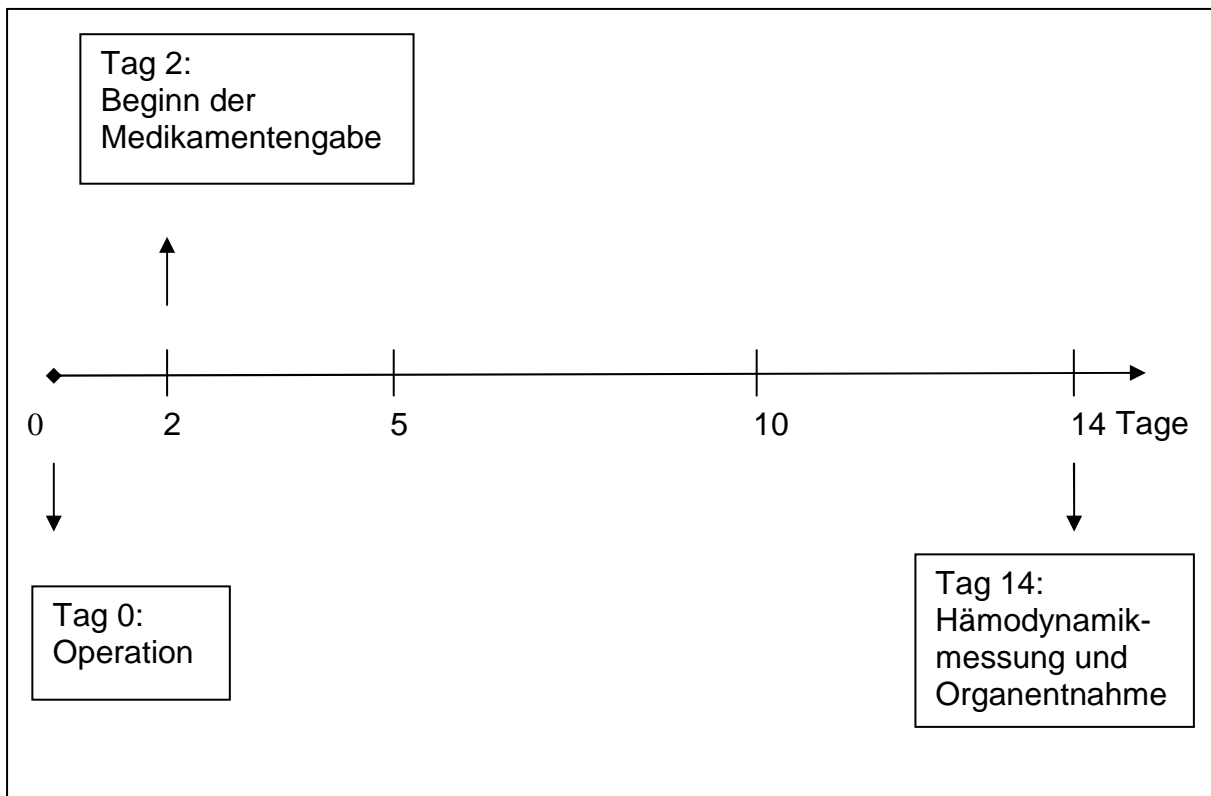 Tag 2:
Beginn der
Medikamentengabe
0 2 5 10 14 Tage
Tag 0:
Operation
Tag 14:
Hämodynamik-
messung und
Organentnahme